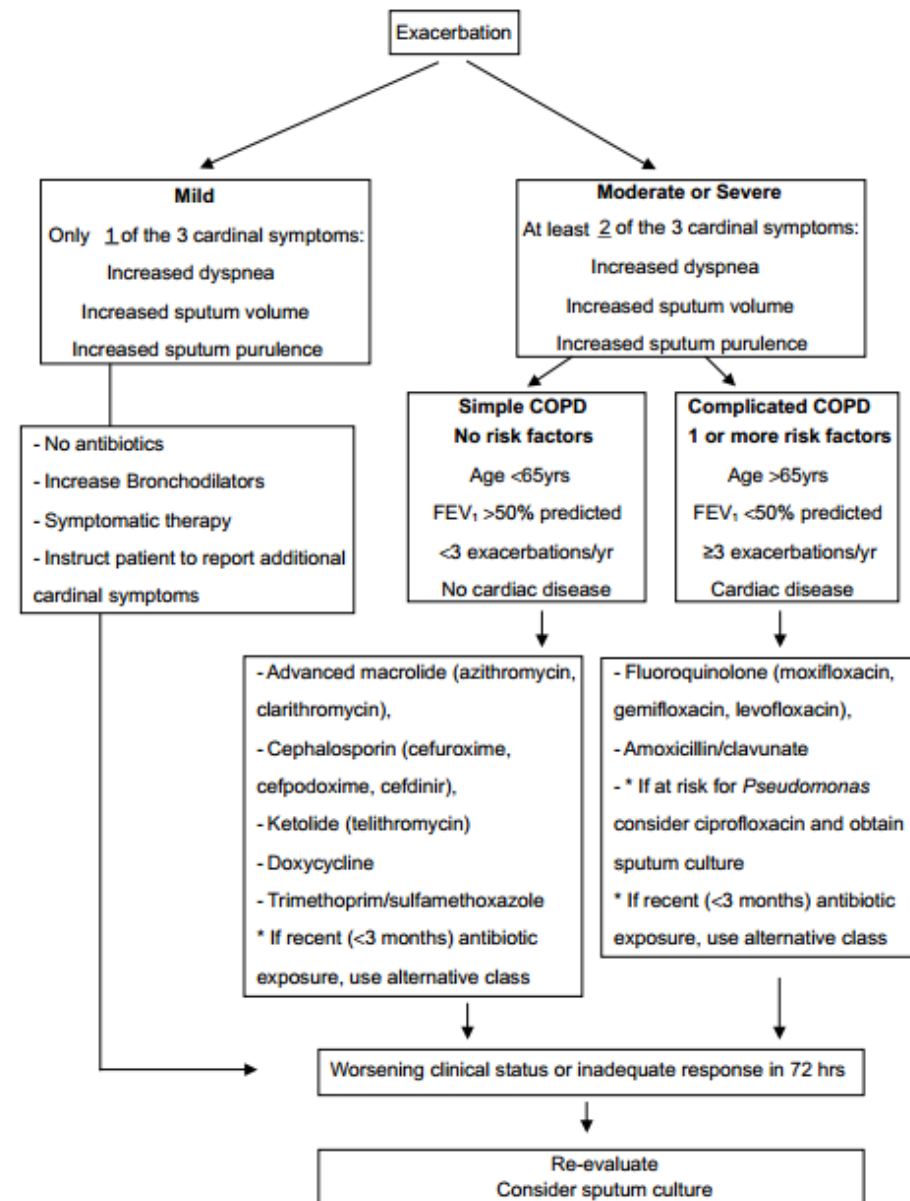 Exacerbation
Mild
Only 1 of the 3 cardinal symptoms:
Increased dyspnea
Increased sputum volume
Increased sputum purulence
Moderate or Severe
At least 2 of the 3 cardinal symptoms:
Increased dyspnea
Increased sputum volume
Increased sputum purulence
- No antibiotics
- Increase Bronchodilators
- Symptomatic therapy
- Instruct patient to report additional
cardinal symptoms
Simple COPD
No risk factors
Age <65yrs
FEV₁ >50% predicted
<3 exacerbations/yr
No cardiac disease
Complicated COPD
1 or more risk factors
Age >65yrs
FEV₁ <50% predicted
≥3 exacerbations/yr
Cardiac disease
- Advanced macrolide (azithromycin,
clarithromycin),
- Cephalosporin (cefuroxime,
cefpodoxime, cefdinir),
- Ketolide (telithromycin)
- Doxycycline
- Trimethoprim/sulfamethoxazole
* If recent (<3 months) antibiotic
exposure, use alternative class
- Fluoroquinolone (moxifloxacin,
gemifloxacin, levofloxacin),
- Amoxicillin/clavunate
- * If at risk for Pseudomonas
consider ciprofloxacin and obtain
sputum culture
* If recent (<3 months) antibiotic
exposure, use alternative class
Worsening clinical status or inadequate response in 72 hrs
Re-evaluate
Consider sputum culture